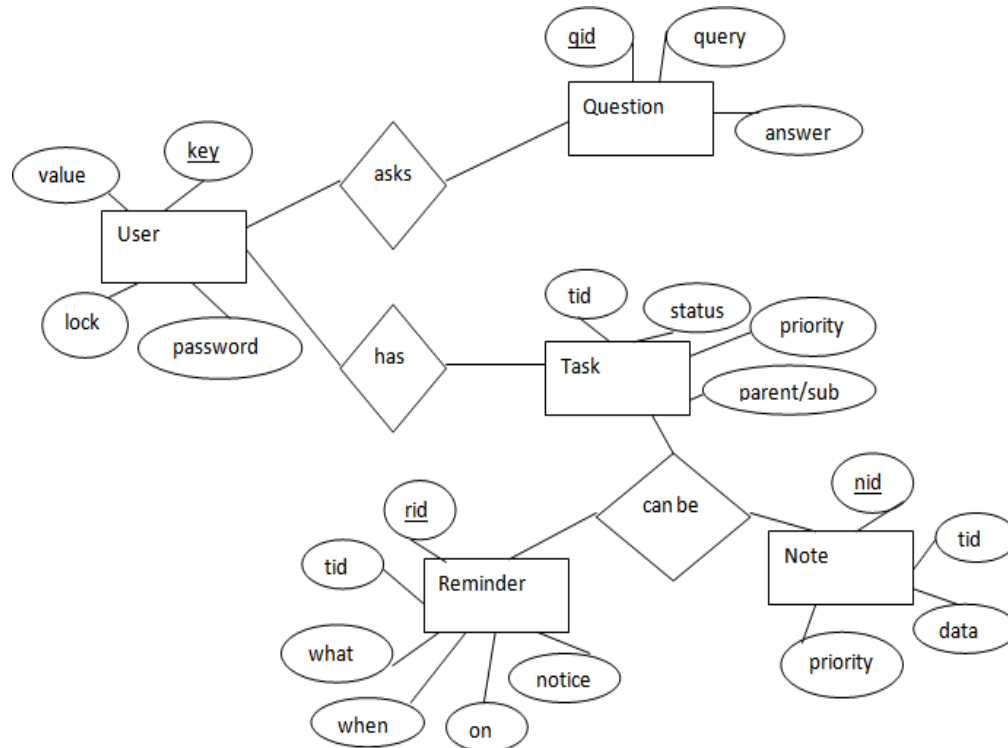 qid
query
Question
answer
key
value
asks
User
lock
password
has
tid
status
priority
Task
parent/sub
can be
nid
rid
tid
Note
tid
Reminder
data
what
priority
notice
when
on